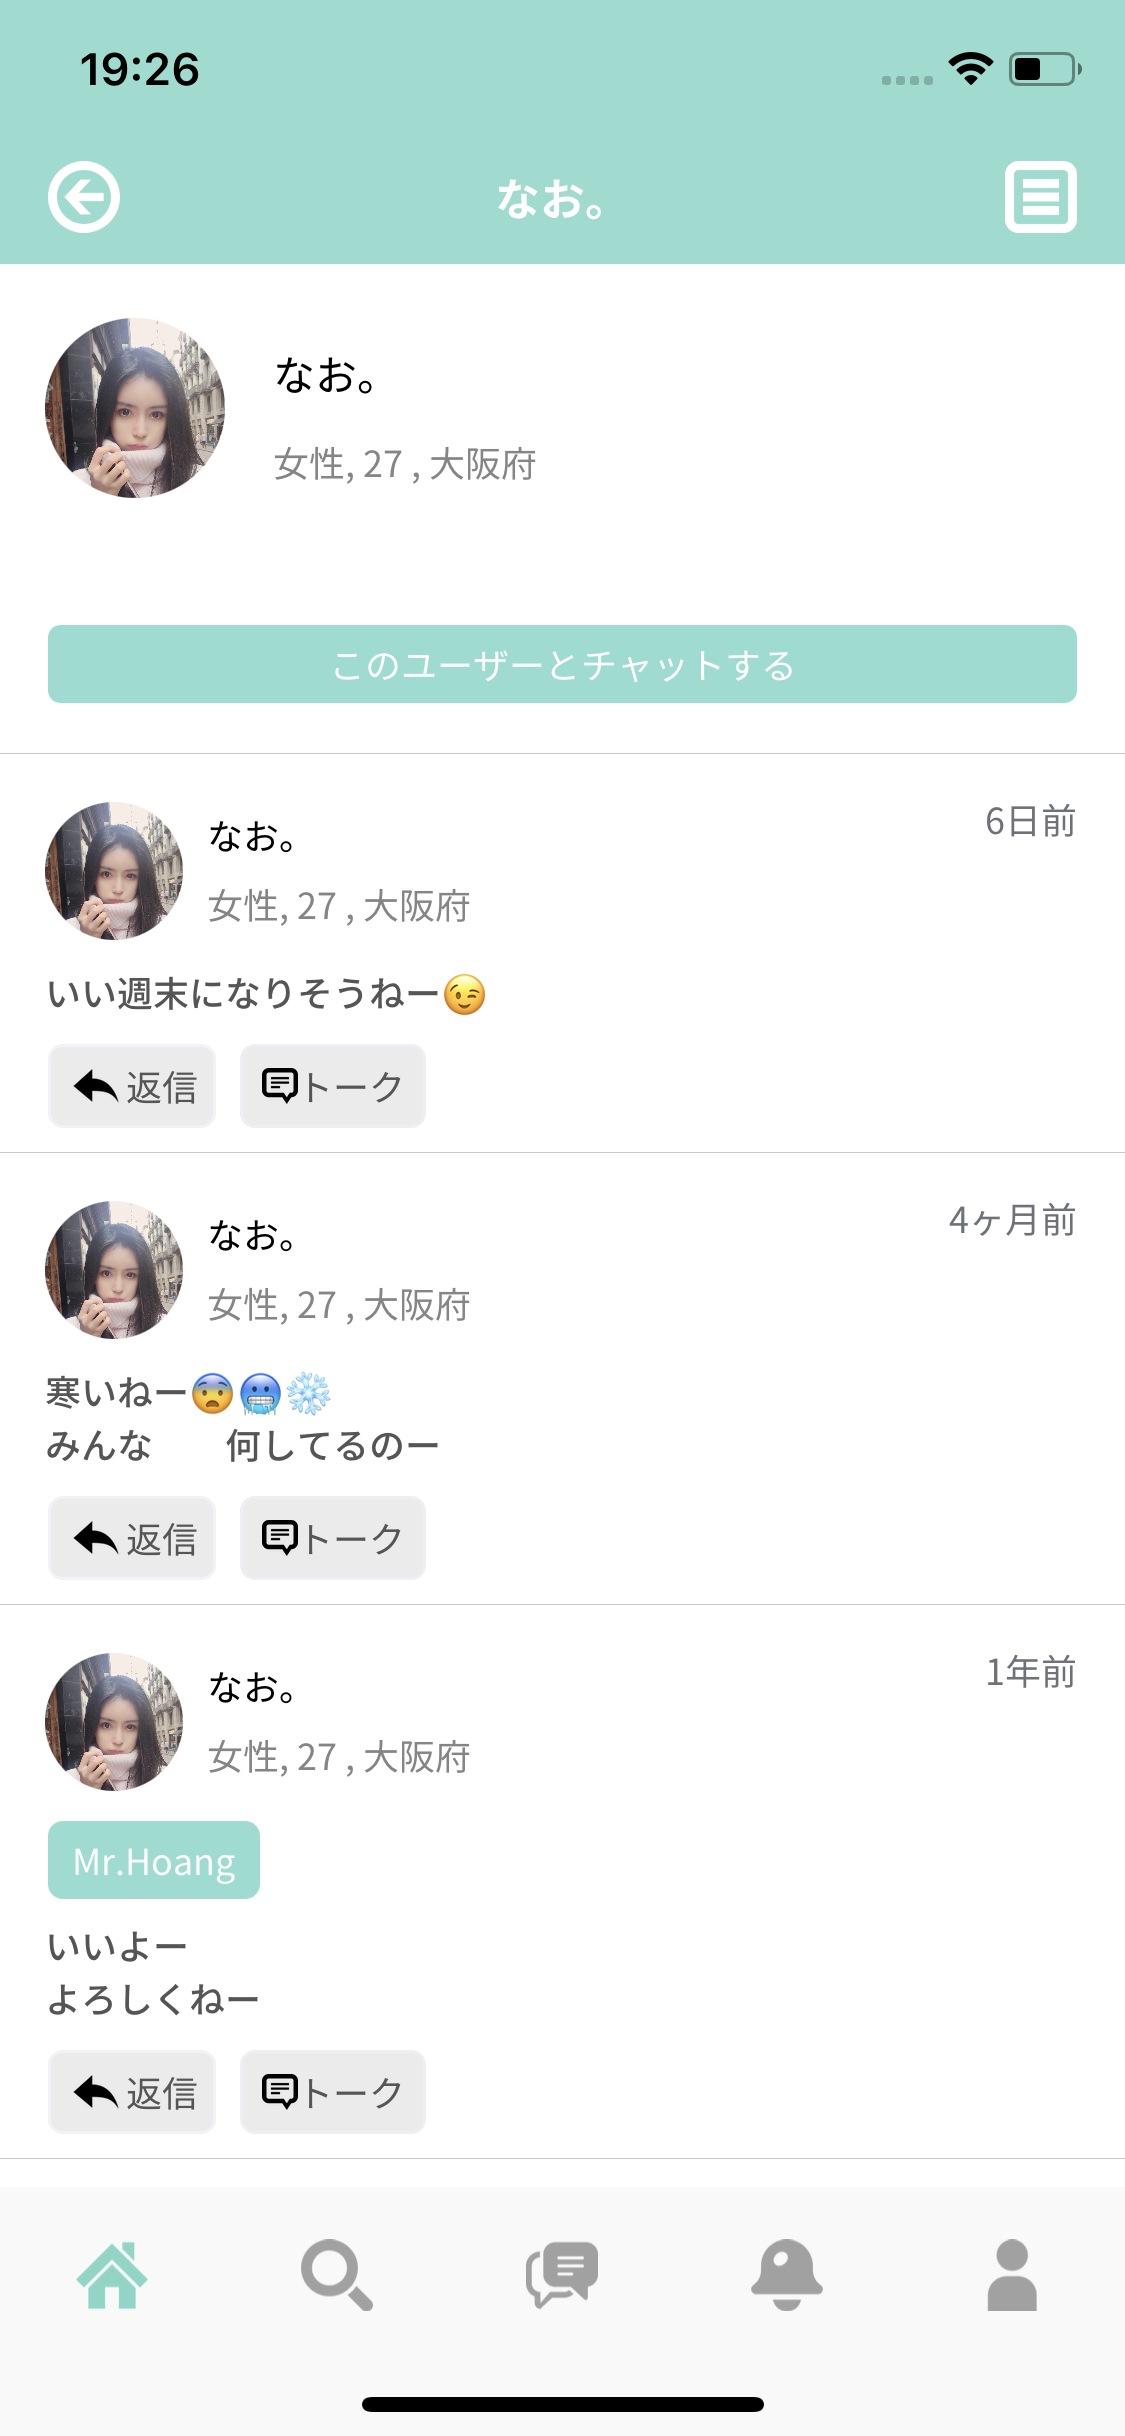 19:26
なお。
なお。
女性, 27 , 大阪府
このユーザーとチャットする
なお。
6日前
女性, 27 , 大阪府
いい週末になりそうねー😉
返信
トーク
なお。
4ヶ月前
女性, 27 , 大阪府
寒いねー😨🥶❄️
みんな　　何してるのー
返信
トーク
なお。
1年前
女性, 27 , 大阪府
Mr.Hoang
いいよー
よろしくねー
返信
トーク